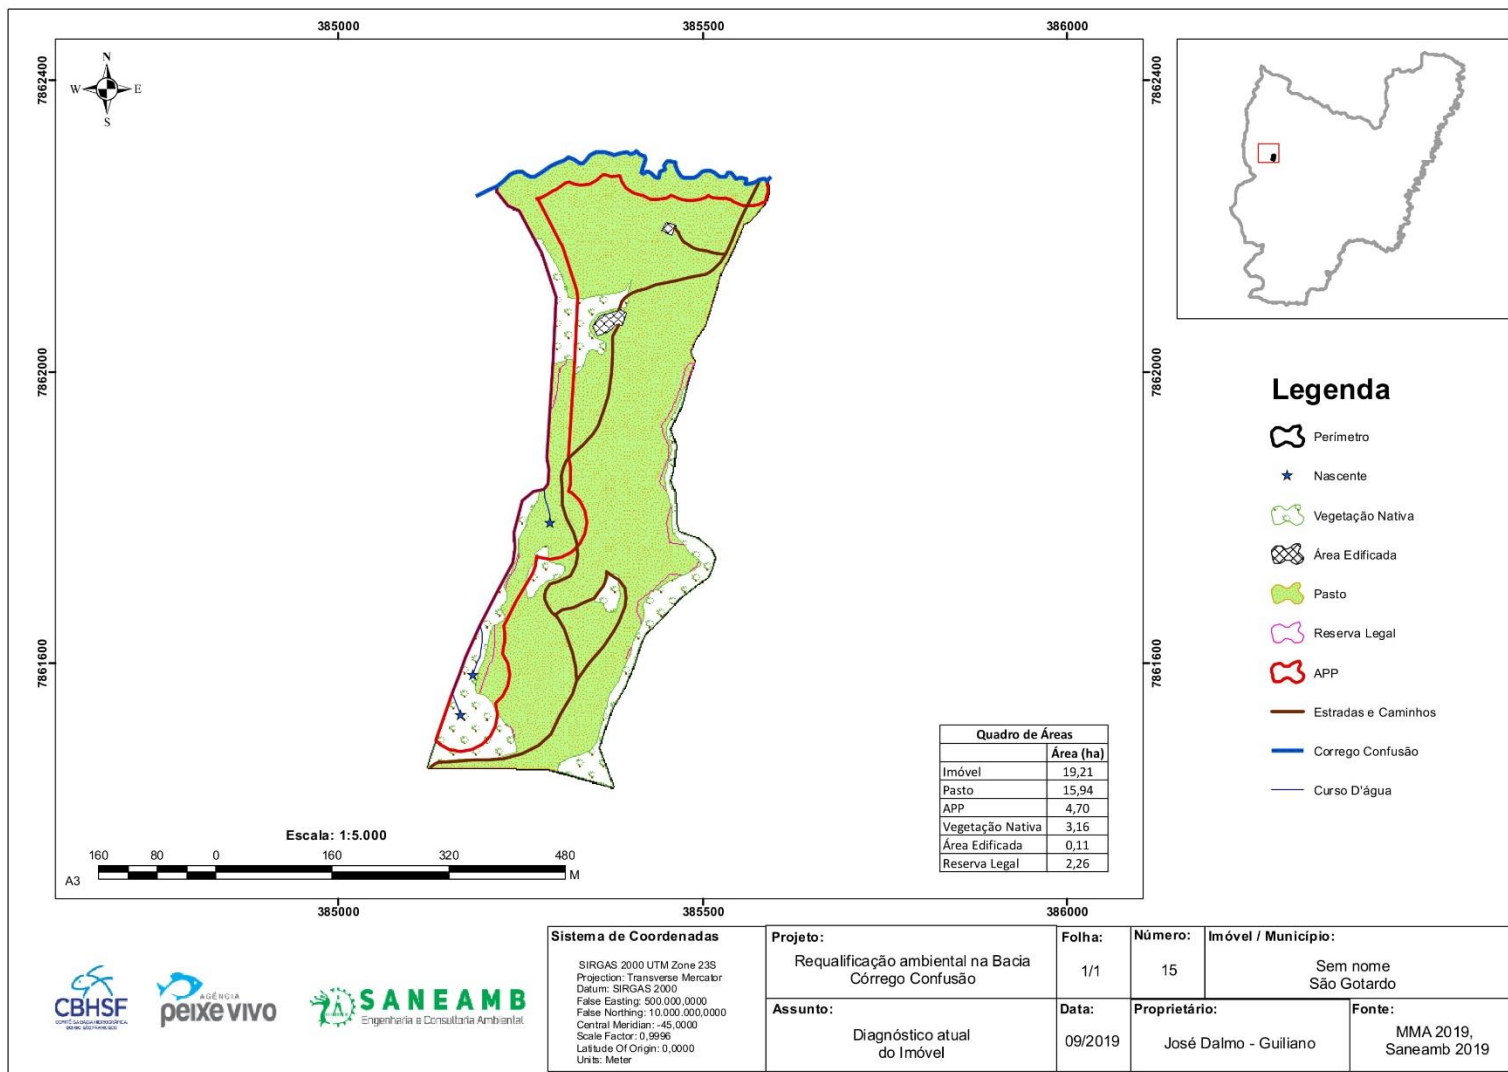 385000
385500
386000
7862400
7862400
N
W
E
S
7862000
7862000
7861600
7861600
Legenda
Perímetro
Nascente
Vegetação Nativa
Área Edificada
Pasto
Reserva Legal
APP
Estradas e Caminhos
Corrego Confusão
Curso D'água
Quadro de Áreas
Área (ha)
Imóvel 19,21
Pasto 15,94
APP 4,70
Vegetação Nativa 3,16
Área Edificada 0,11
Reserva Legal 2,26
Escala: 1:5.000
160 80 0 160 320 480
A3
M
385000
385500
386000
CBHSF
AGÊNCIA
peixe vivo
SANEAMB
Engenharia e Consultoria Ambiental
Sistema de Coordenadas
SIRGAS 2000 UTM Zone 23S
Projection: Transverse Mercator
Datum: SIRGAS 2000
False Easting: 500.000,0000
False Northing: 10.000.000,0000
Central Meridian: -45,0000
Scale Factor: 0,9996
Latitude Of Origin: 0,0000
Units: Meter
Projeto:
Requalificação ambiental na Bacia
Córrego Confusão
Folha:
1/1
Número:
15
Imóvel / Município:
Sem nome
São Gotardo
Assunto:
Diagnóstico atual
do Imóvel
Data:
09/2019
Proprietário:
José Dalmo - Guiliano
Fonte:
MMA 2019,
Saneamb 2019